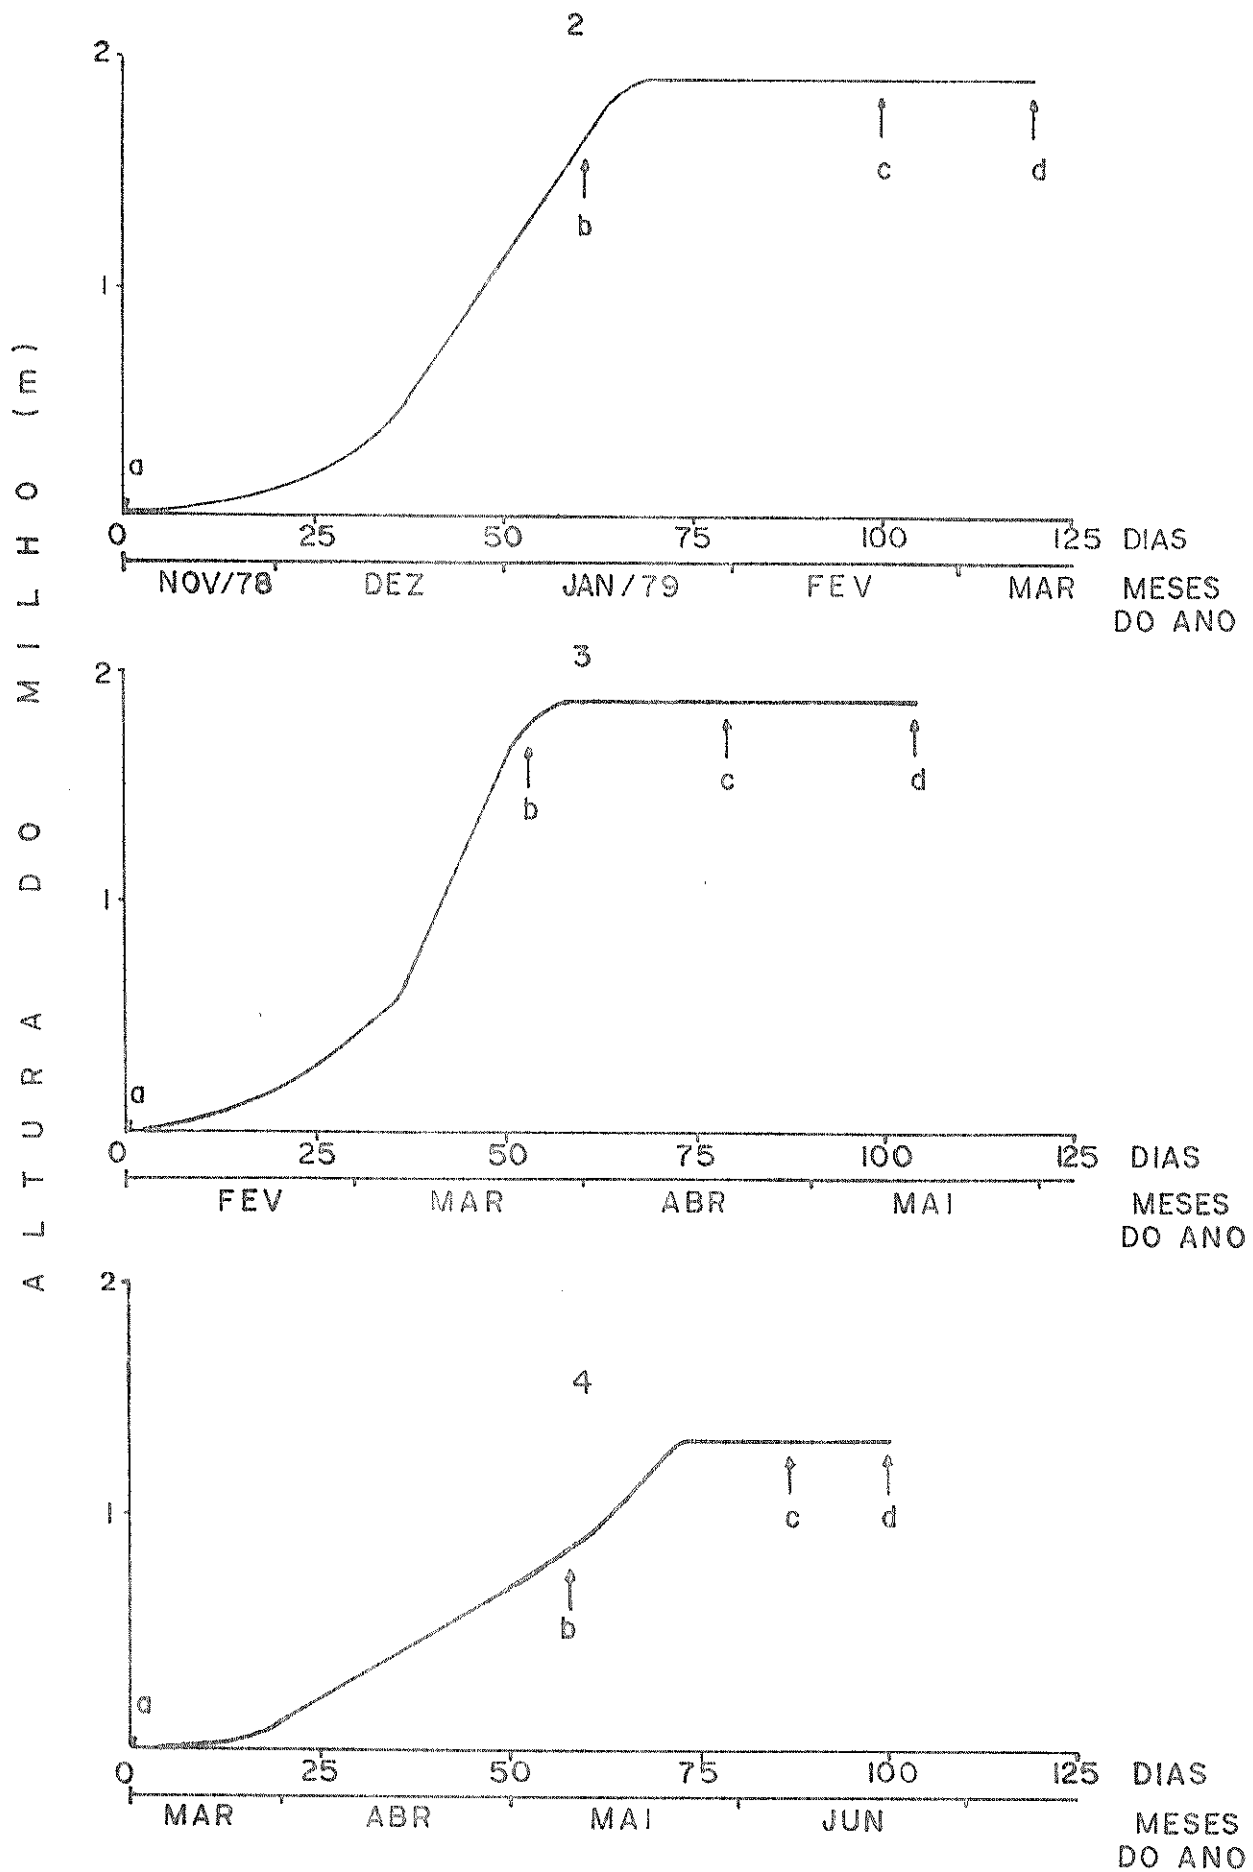 ALTURA DO MILHO (m)
2
2
1
a
b
c
d
0 25 50 75 100 125 DIAS
NOV/78 DEZ JAN/79 FEV MAR MESES
DO ANO
3
2
1
a
b
c
d
0 25 50 75 100 125 DIAS
FEV MAR ABR MAI MESES
DO ANO
4
2
1
a
b
c
d
0 25 50 75 100 125 DIAS
MAR ABR MAI JUN MESES
DO ANO